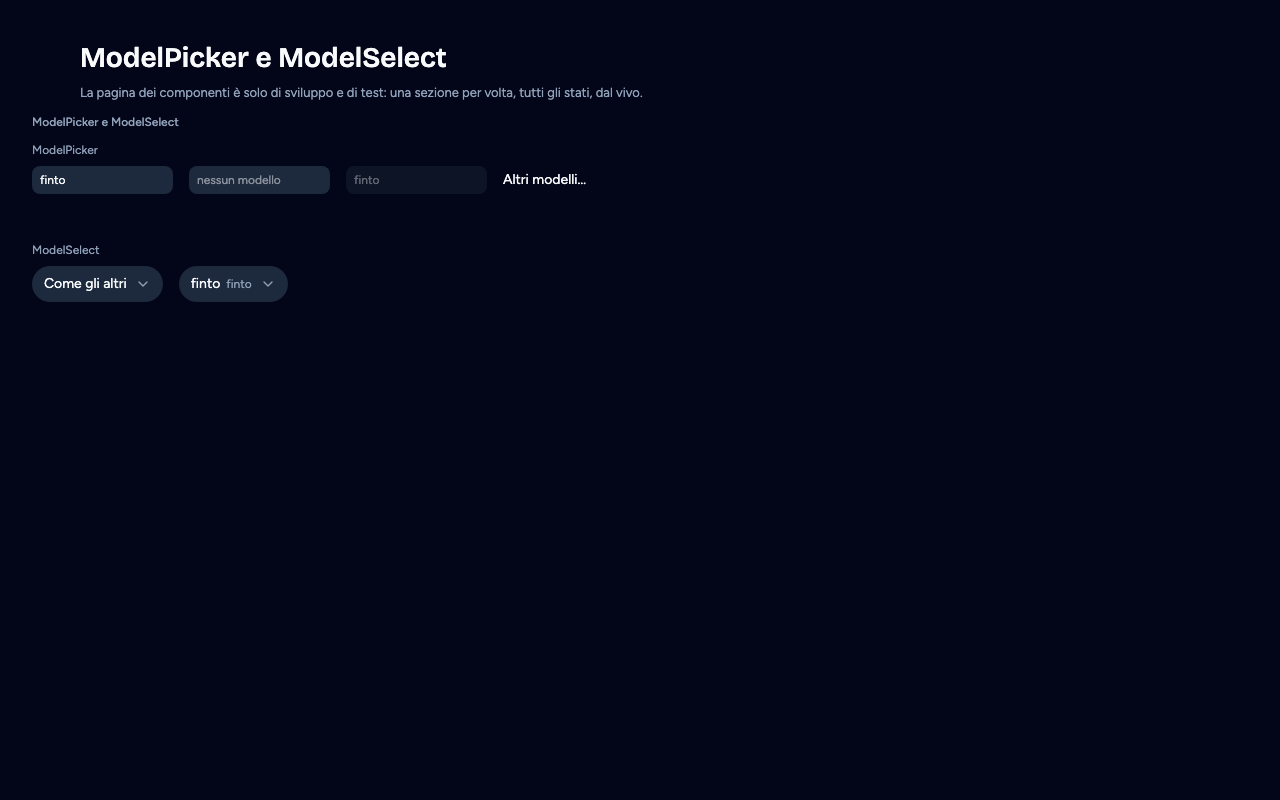 ModelPicker e ModelSelect
La pagina dei componenti è solo di sviluppo e di test: una sezione per volta, tutti gli stati, dal vivo.
ModelPicker e ModelSelect
ModelPicker
finto nessun modello finto Altri modelli...
ModelSelect
Come gli altri finto finto